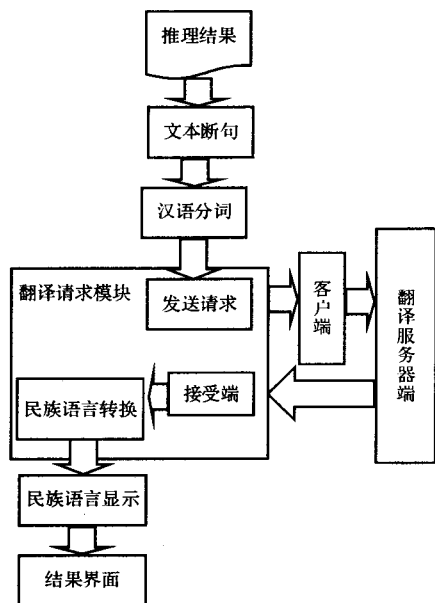 推理结果
文本断句
汉语分词
翻译请求模块
发送请求
客户端
翻译服务器端
接受端
民族语言转换
民族语言显示
结果界面